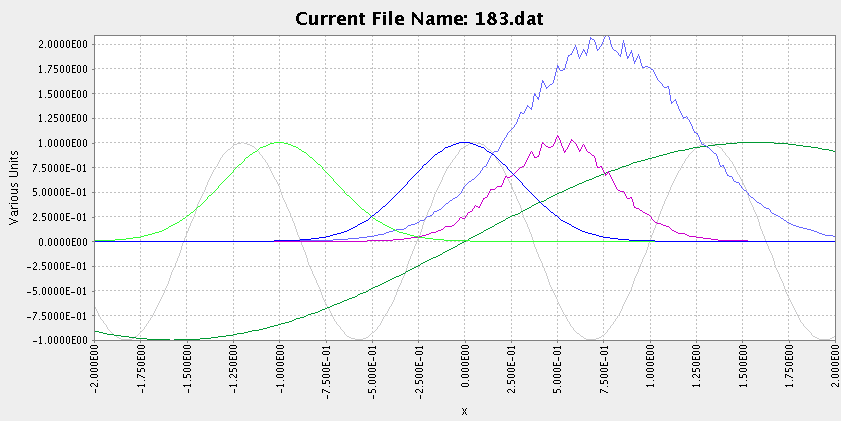 Current File Name: 183.dat
2.0000E00
1.7500E00
1.5000E00
1.2500E00
1.0000E00
7.5000E-01
5.0000E-01
2.5000E-01
0.0000E00
-2.5000E-01
-5.0000E-01
-7.5000E-01
-1.0000E00
Various Units
-2.000E00
-1.750E00
-1.500E00
-1.250E00
-1.000E00
-7.500E-01
-5.000E-01
-2.500E-01
0.000E00
2.500E-01
5.000E-01
7.500E-01
1.000E00
1.250E00
1.500E00
1.750E00
2.000E00
x